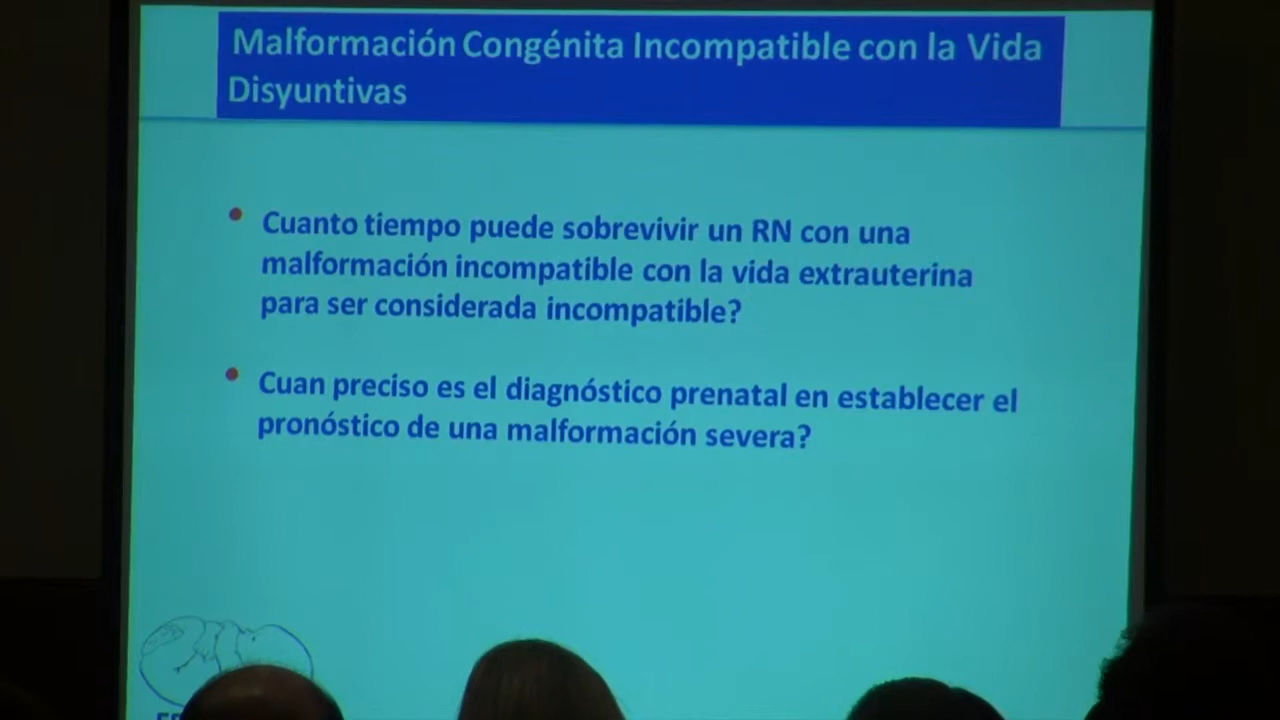 Malformación Congénita Incompatible con la Vida
Disyuntivas
Cuanto tiempo puede sobrevivir un RN con una
malformación incompatible con la vida extrauterina
para ser considerada incompatible?
Cuan preciso es el diagnóstico prenatal en establecer el
pronóstico de una malformación severa?